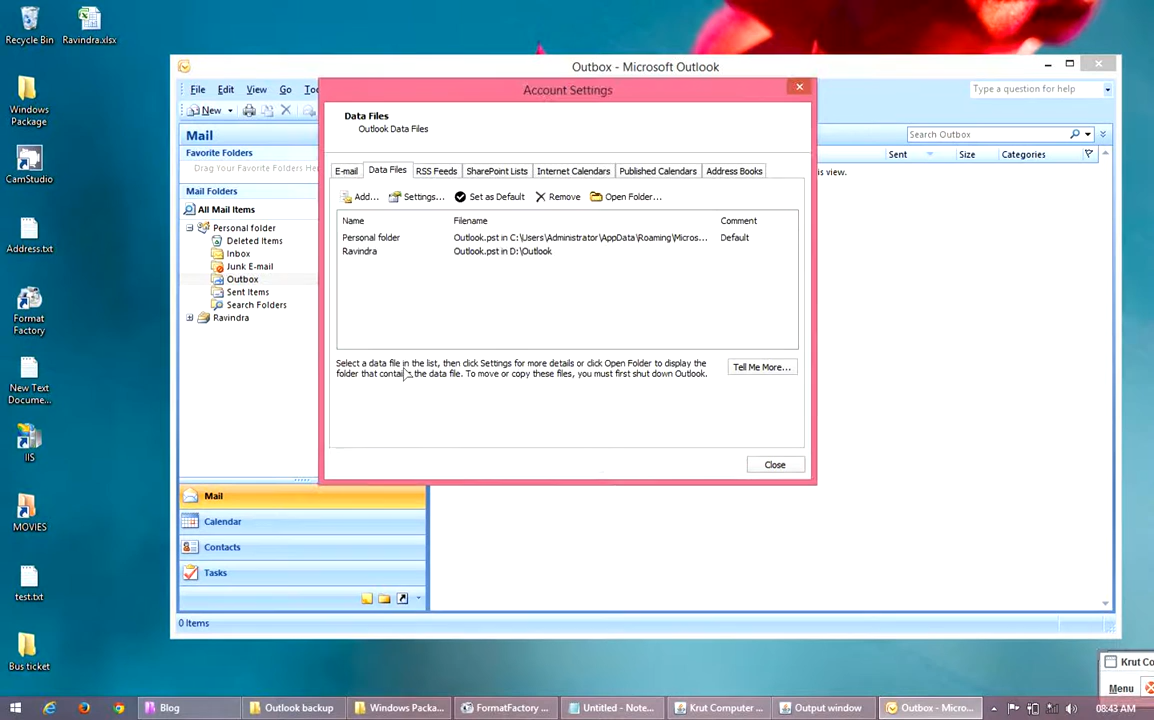 Recycle Bin
Ravindra.xlsx
Windows
Package
CamStudio
Address.txt
Format
Factory
New Text
Docume...
IIS
MOVIES
test.txt
Bus ticket
Outbox - Microsoft Outlook
File Edit View Go
Type a question for help
New
Mail
Search Outbox
Favorite Folders
Sent Size Categories
Drag Your Favorite Folders He
Mail Folders
All Mail Items
Personal folder
Deleted Items
Inbox
Junk E-mail
Outbox
Sent Items
Search Folders
Ravindra
Mail
Calendar
Contacts
Tasks
0 Items
Account Settings
Data Files
Outlook Data Files
E-mail Data Files RSS Feeds SharePoint Lists Internet Calendars Published Calendars Address Books
Add... Settings... Set as Default Remove Open Folder...
Name Filename Comment
Personal folder Outlook.pst in C:\Users\Administrator\AppData\Roaming\Micros... Default
Ravindra Outlook.pst in D:\Outlook
Select a data file in the list, then click Settings for more details or click Open Folder to display the
folder that contains the data file. To move or copy these files, you must first shut down Outlook.
Tell Me More...
Close
is view.
Krut Co
Menu
Blog
Outlook backup
Windows Packa...
FormatFactory ...
Untitled - Note...
Krut Computer ...
Output window
Outbox - Micro...
08:43 AM